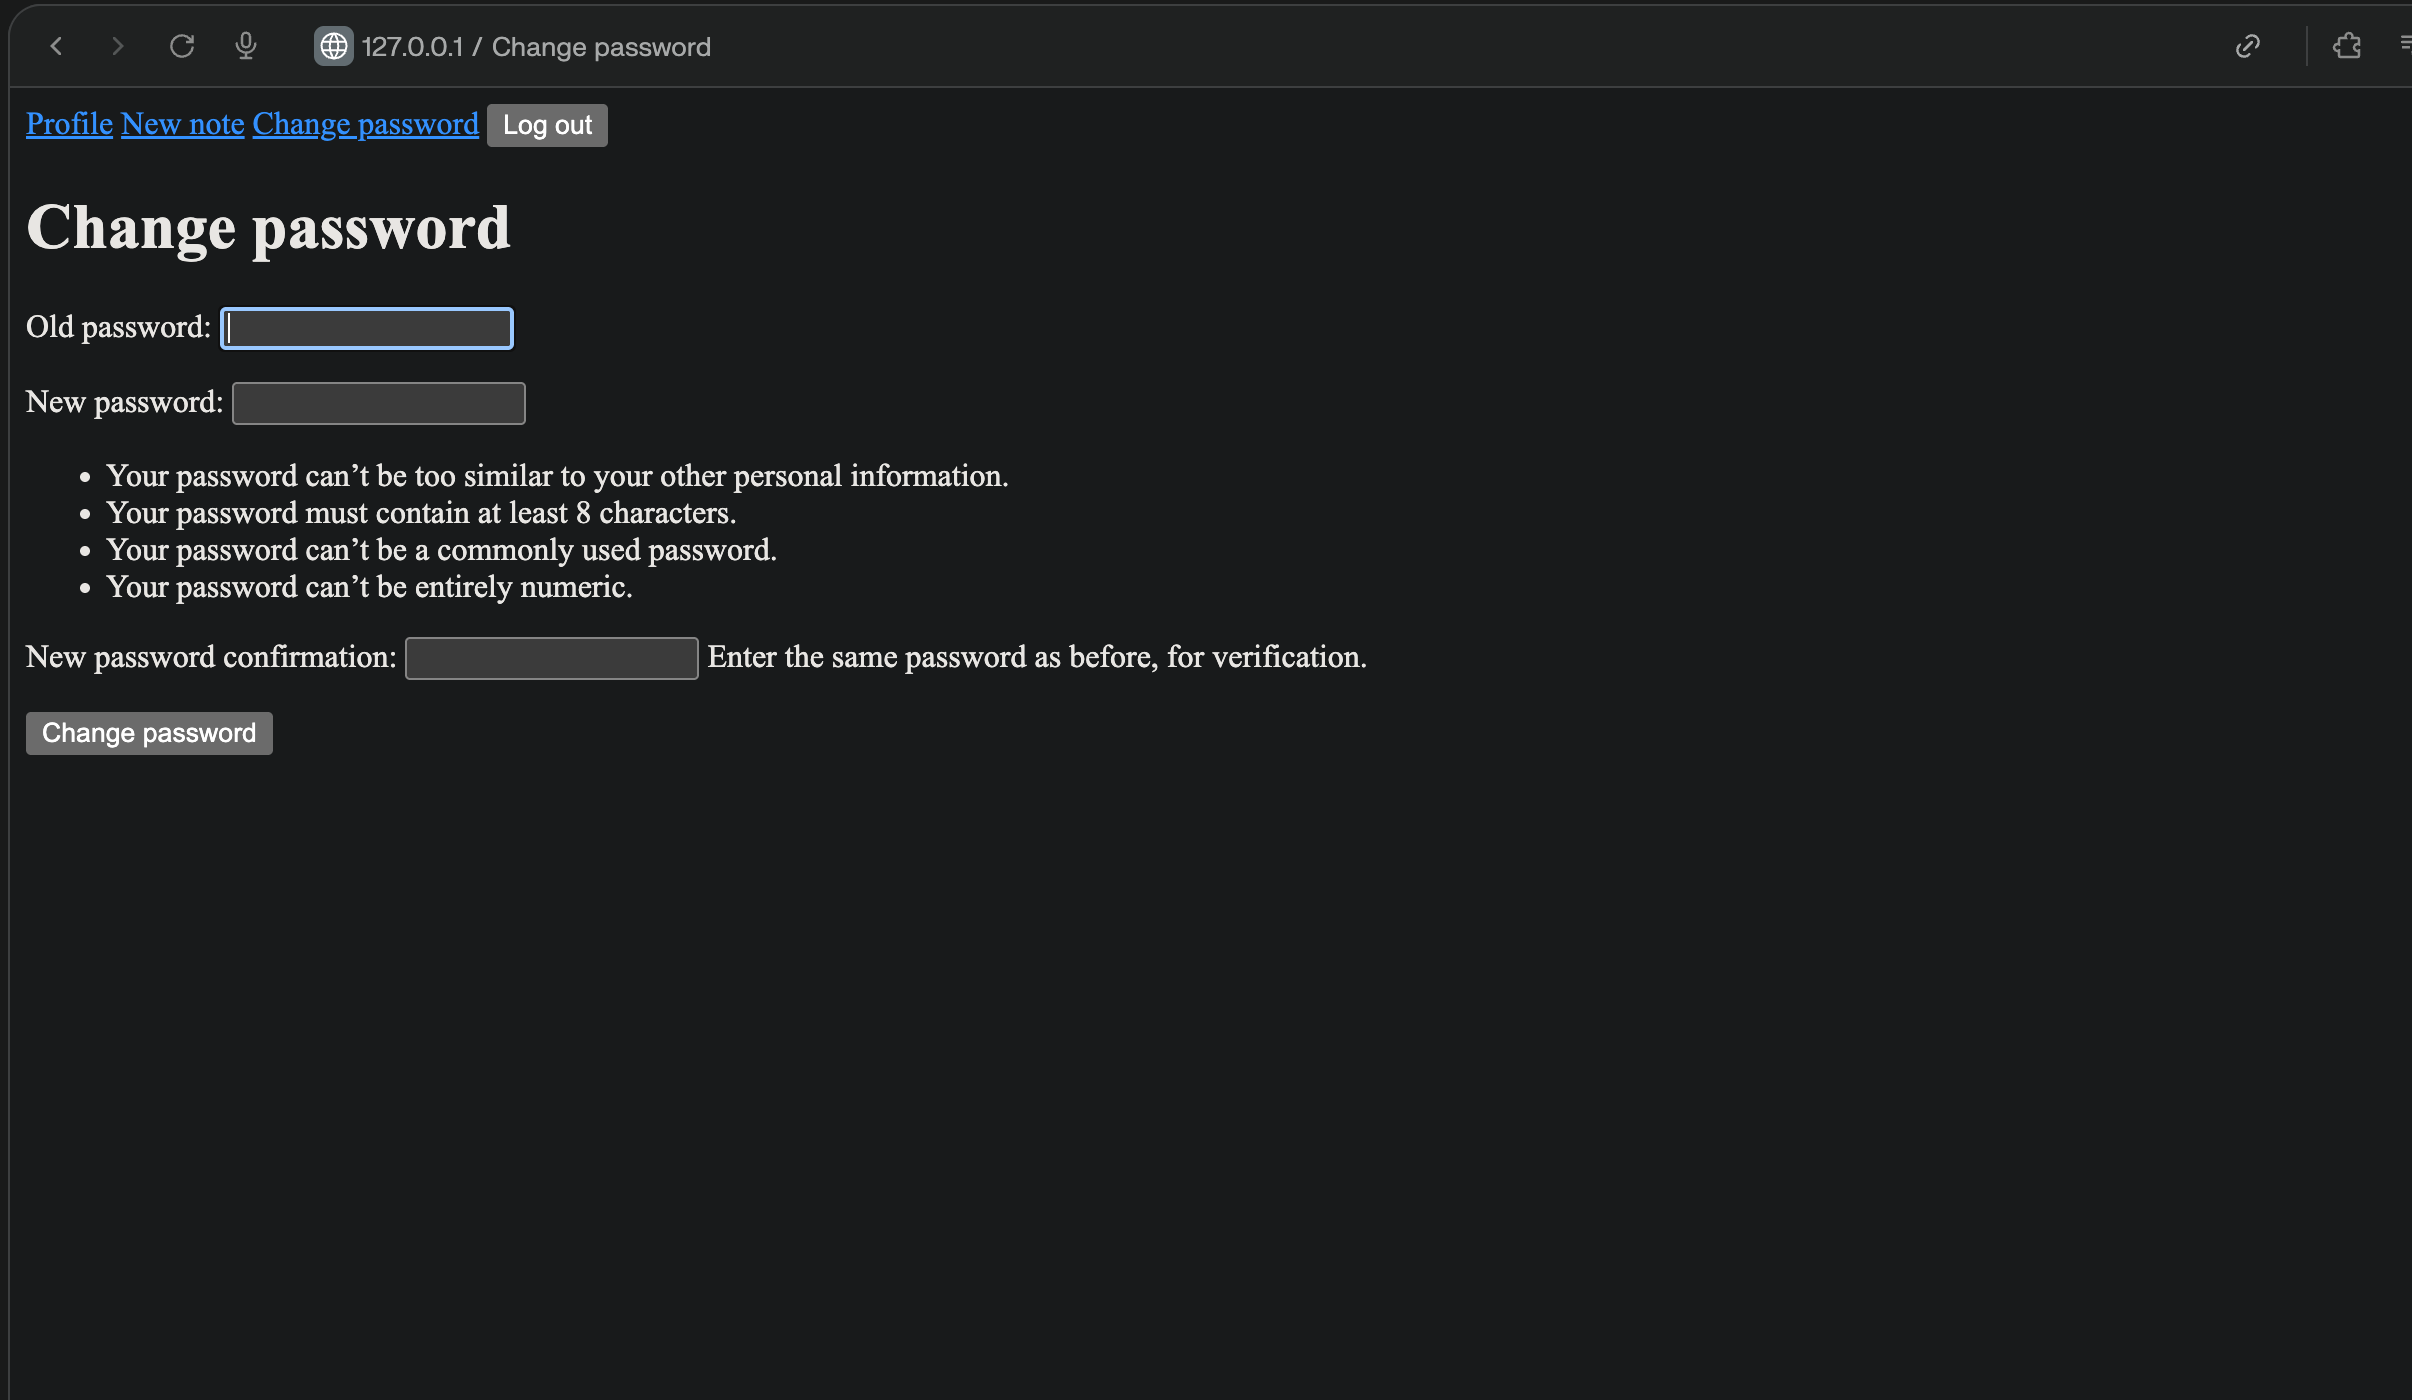 127.0.0.1 / Change password
Profile New note Change password Log out
Change password
Old password:
New password:
• Your password can’t be too similar to your other personal information.
• Your password must contain at least 8 characters.
• Your password can’t be a commonly used password.
• Your password can’t be entirely numeric.
New password confirmation: Enter the same password as before, for verification.
Change password